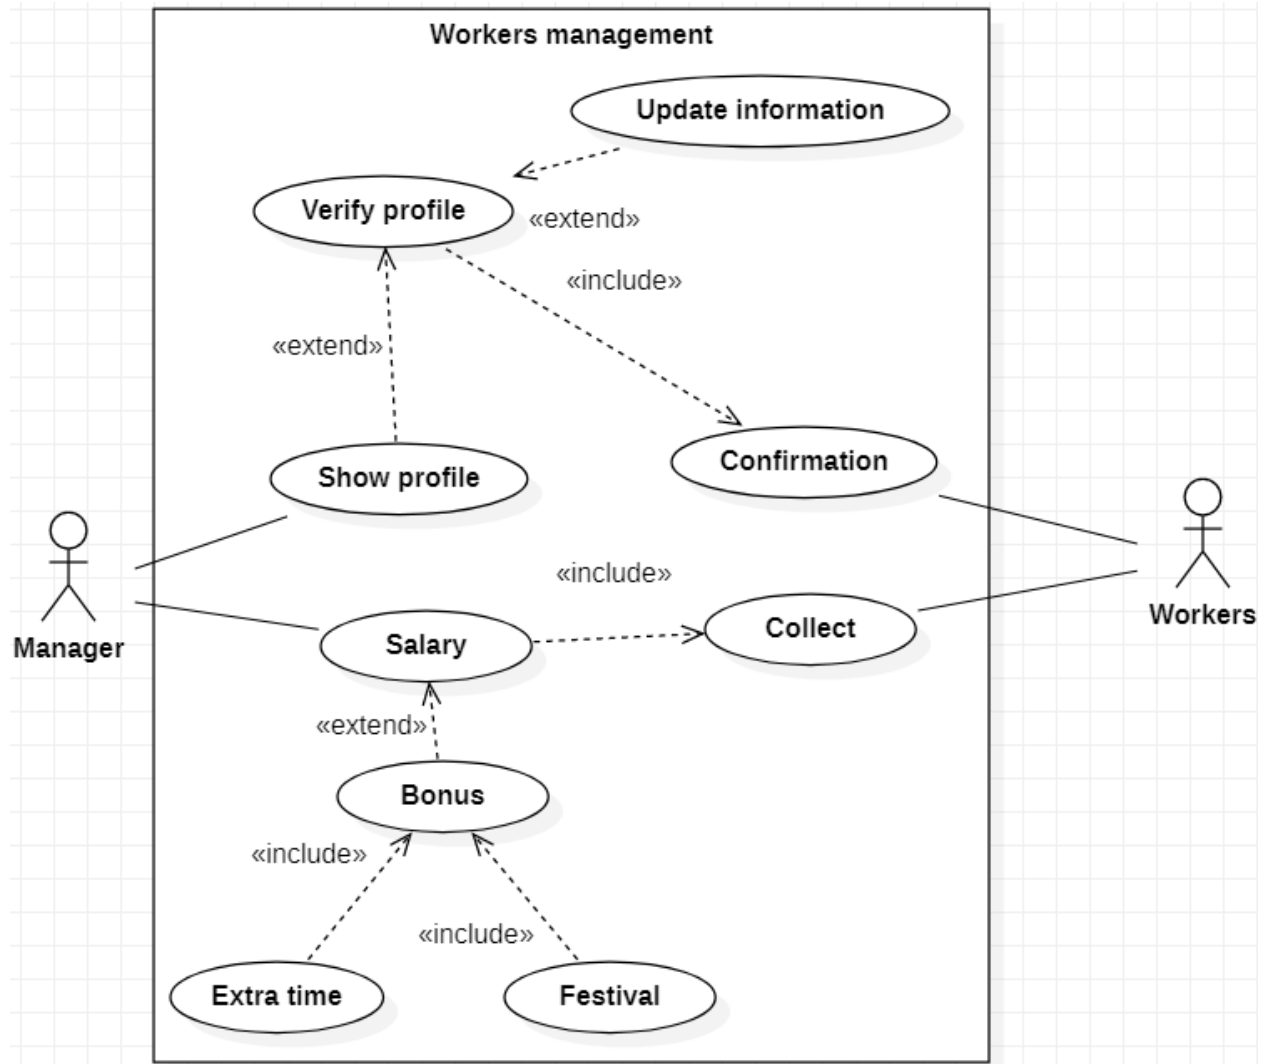 Workers management
Update information
Verify profile
«extend»
«include»
«extend»
Confirmation
Show profile
«include»
Workers
Collect
Manager
Salary
«extend»
Bonus
«include»
«include»
Extra time
Festival